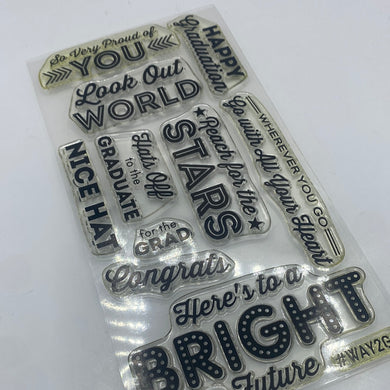 So Very Proud of
YOU
HAPPY
Graduation
Look Out
WORLD
NICE HAT
Hats Off
to the
GRADUATE
Reach for the
STARS
WHEREVER YOU GO
Go with All Your Heart
for the
GRAD
Congrats
Here's to a
BRIGHT
Future
#WAY2G